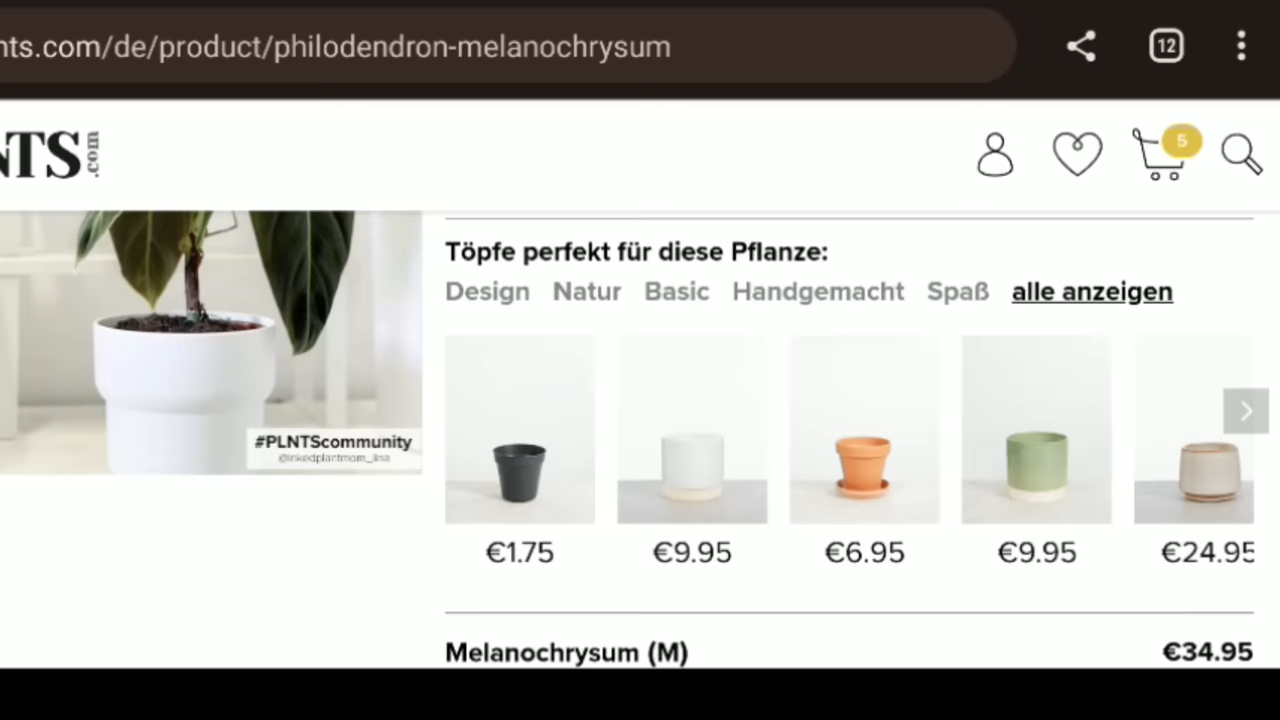 nts.com/de/product/philodendron-melanochrysum
12
NTS.com
5
Töpfe perfekt für diese Pflanze:
Design Natur Basic Handgemacht Spaß alle anzeigen
#PLNTScommunity
@inkedplantmom_lina
€1.75 €9.95 €6.95 €9.95 €24.95
Melanochrysum (M) €34.95